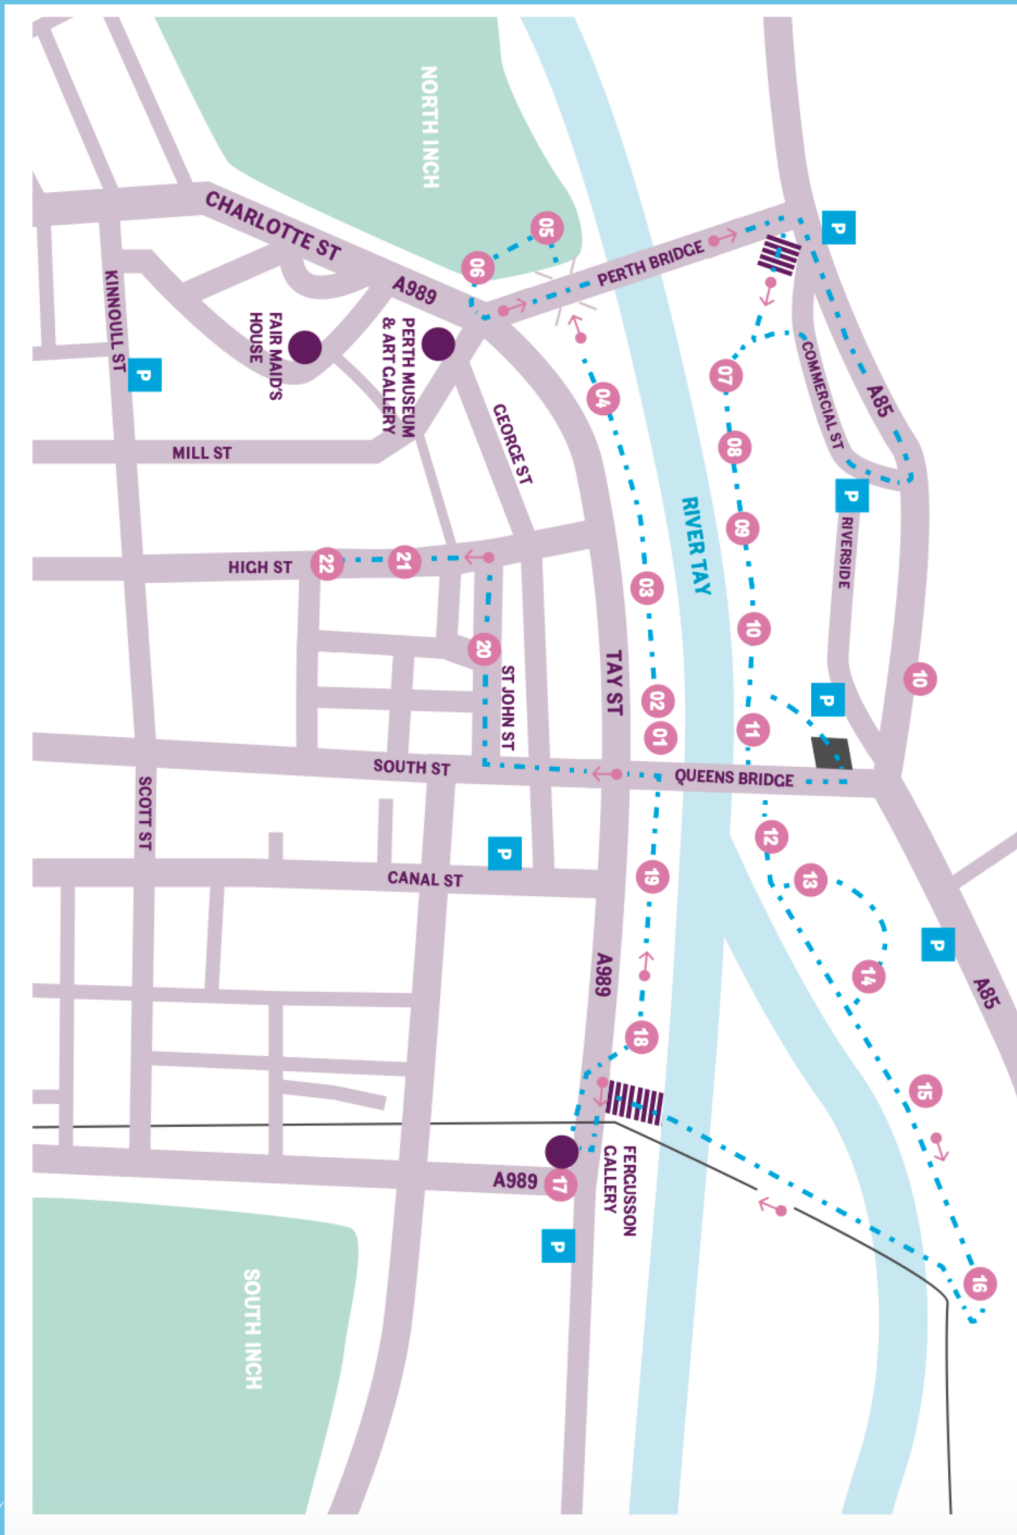 NORTH INCH
CHARLOTTE ST
A989
PERTH BRIDGE
P
05
06
KINNOULL ST
P
FAIR MAID'S
HOUSE
PERTH MUSEUM
& ART GALLERY
GEORGE ST
04
07
08
09
COMMERCIAL ST
A85
P
RIVERSIDE
MILL ST
HIGH ST
22
21
20
ST JOHN ST
03
02
01
TAY ST
RIVER TAY
10
10
11
P
SOUTH ST
QUEENS BRIDGE
SCOTT ST
P
CANAL ST
19
12
13
14
P
A85
A989
18
15
16
FERGUSSON
GALLERY
A989
17
P
SOUTH INCH